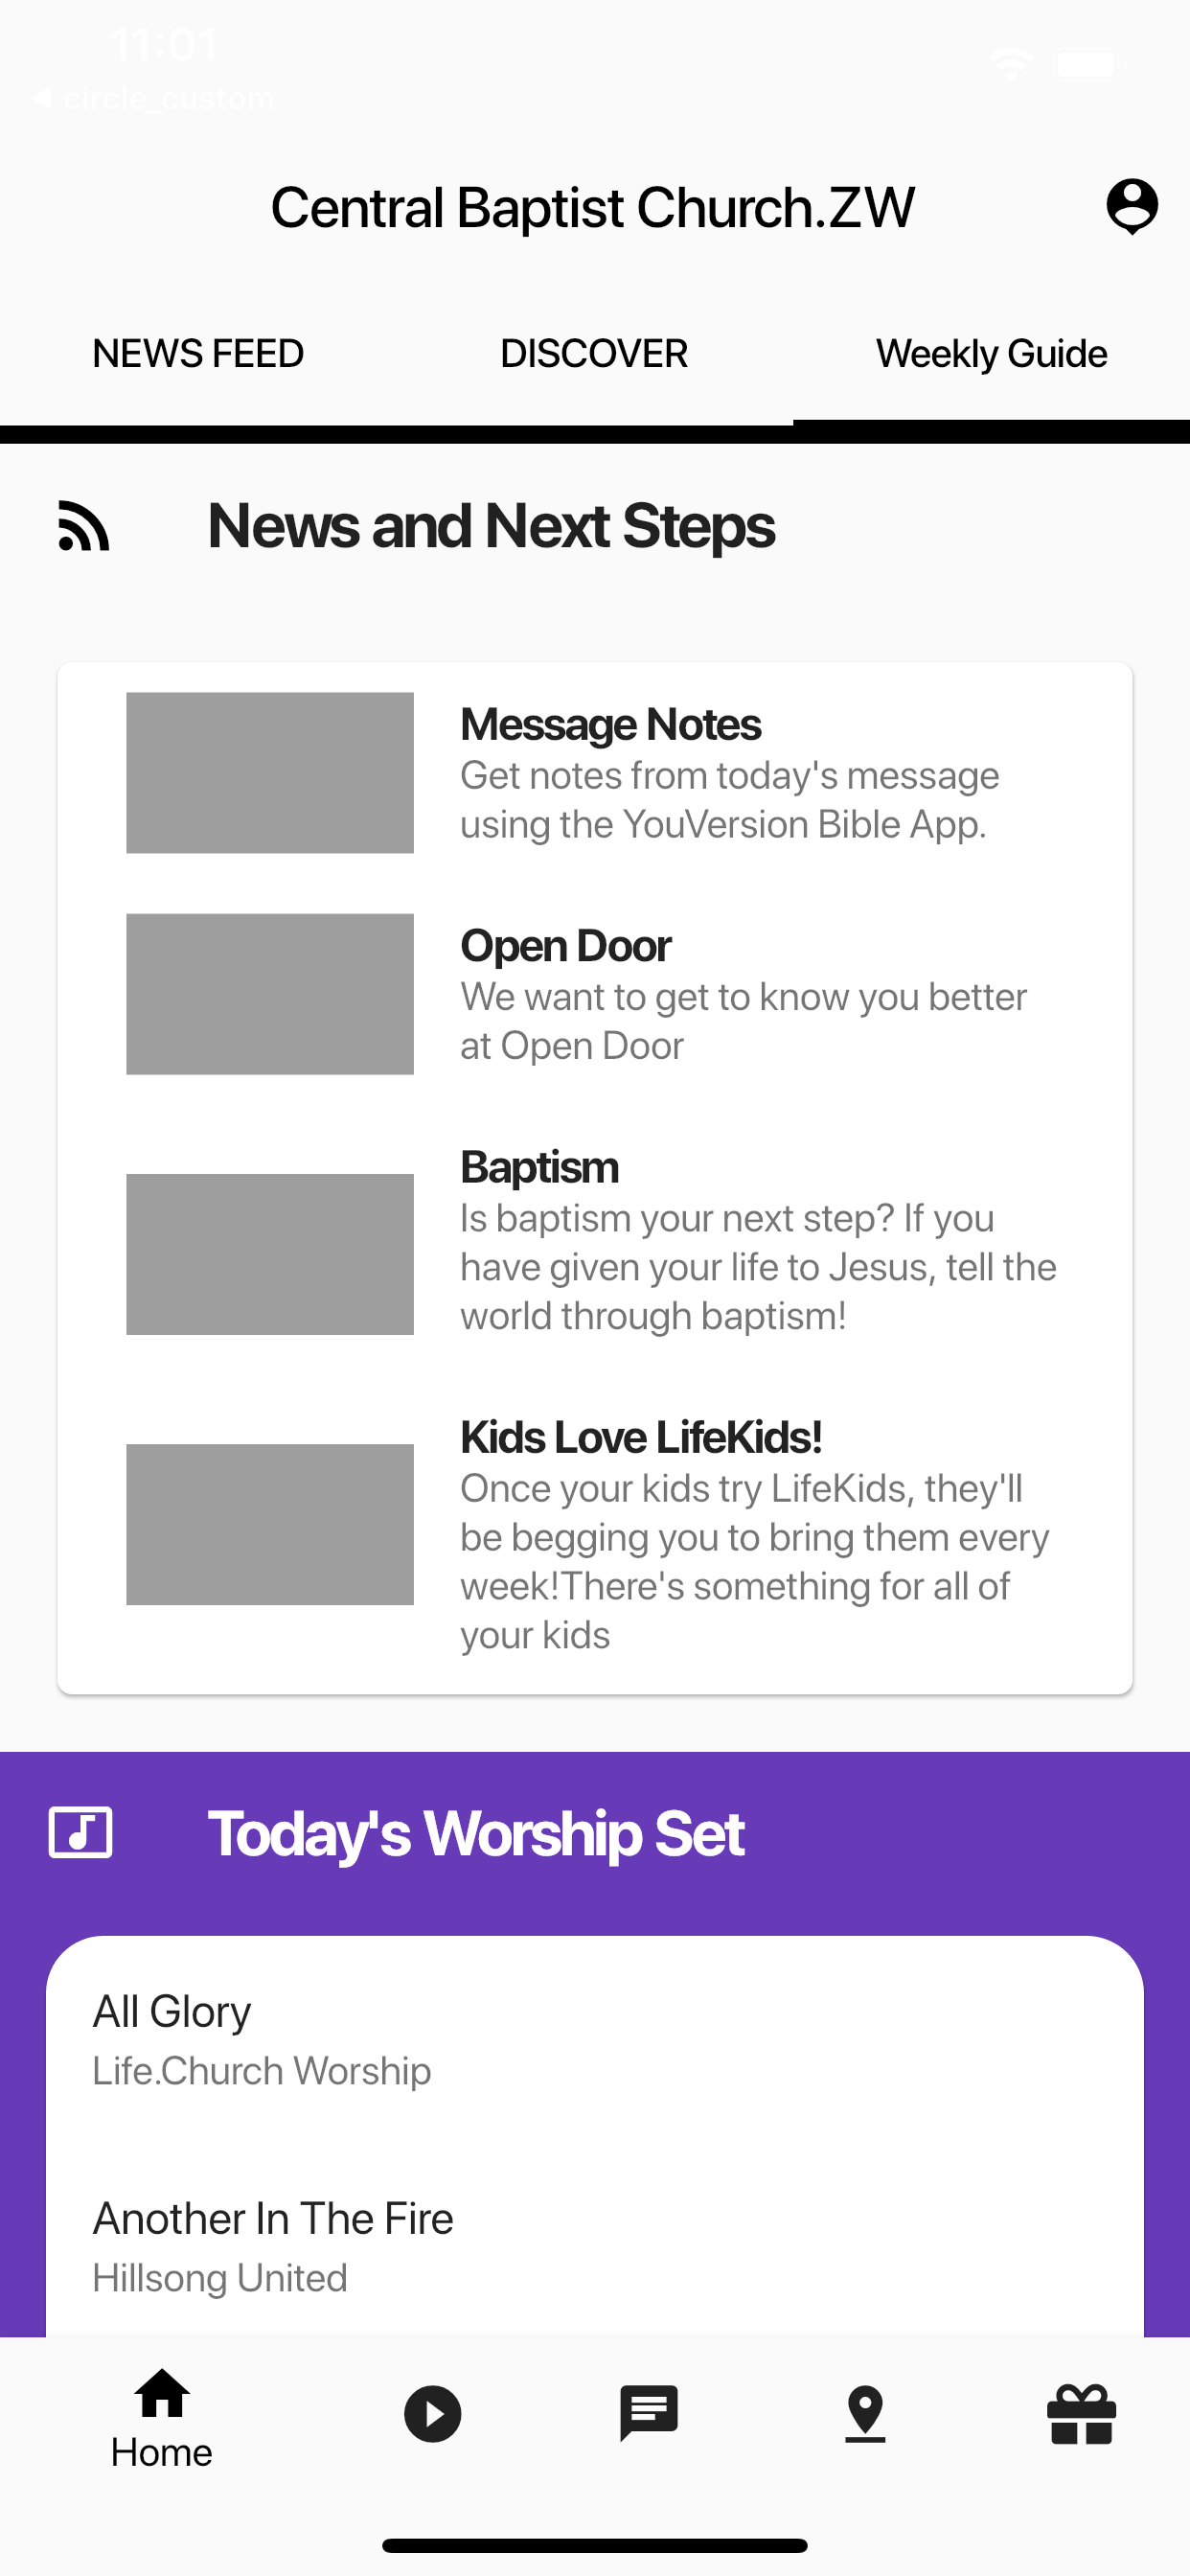 11:01
circle_custom
Central Baptist Church.ZW
NEWS FEED
DISCOVER
Weekly Guide
News and Next Steps
Message Notes
Get notes from today's message
using the YouVersion Bible App.
Open Door
We want to get to know you better
at Open Door
Baptism
Is baptism your next step? If you
have given your life to Jesus, tell the
world through baptism!
Kids Love LifeKids!
Once your kids try LifeKids, they'll
be begging you to bring them every
week!There's something for all of
your kids
Today's Worship Set
All Glory
Life.Church Worship
Another In The Fire
Hillsong United
Home